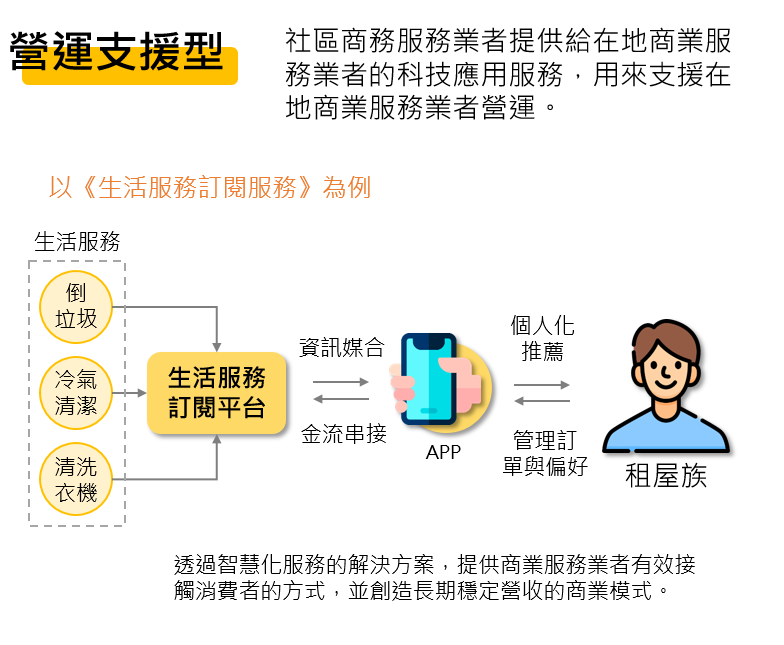 營運支援型
社區商務服務業者提供給在地商業服
務業者的科技應用服務，用來支援在
地商業服務業者營運。
以《生活服務訂閱服務》為例
生活服務
倒
垃圾
冷氣
清潔
清洗
衣機
生活服務
訂閱平台
資訊媒合
金流串接
APP
個人化
推薦
管理訂
單與偏好
租屋族
透過智慧化服務的解決方案，提供商業服務業者有效接
觸消費者的方式，並創造長期穩定營收的商業模式。